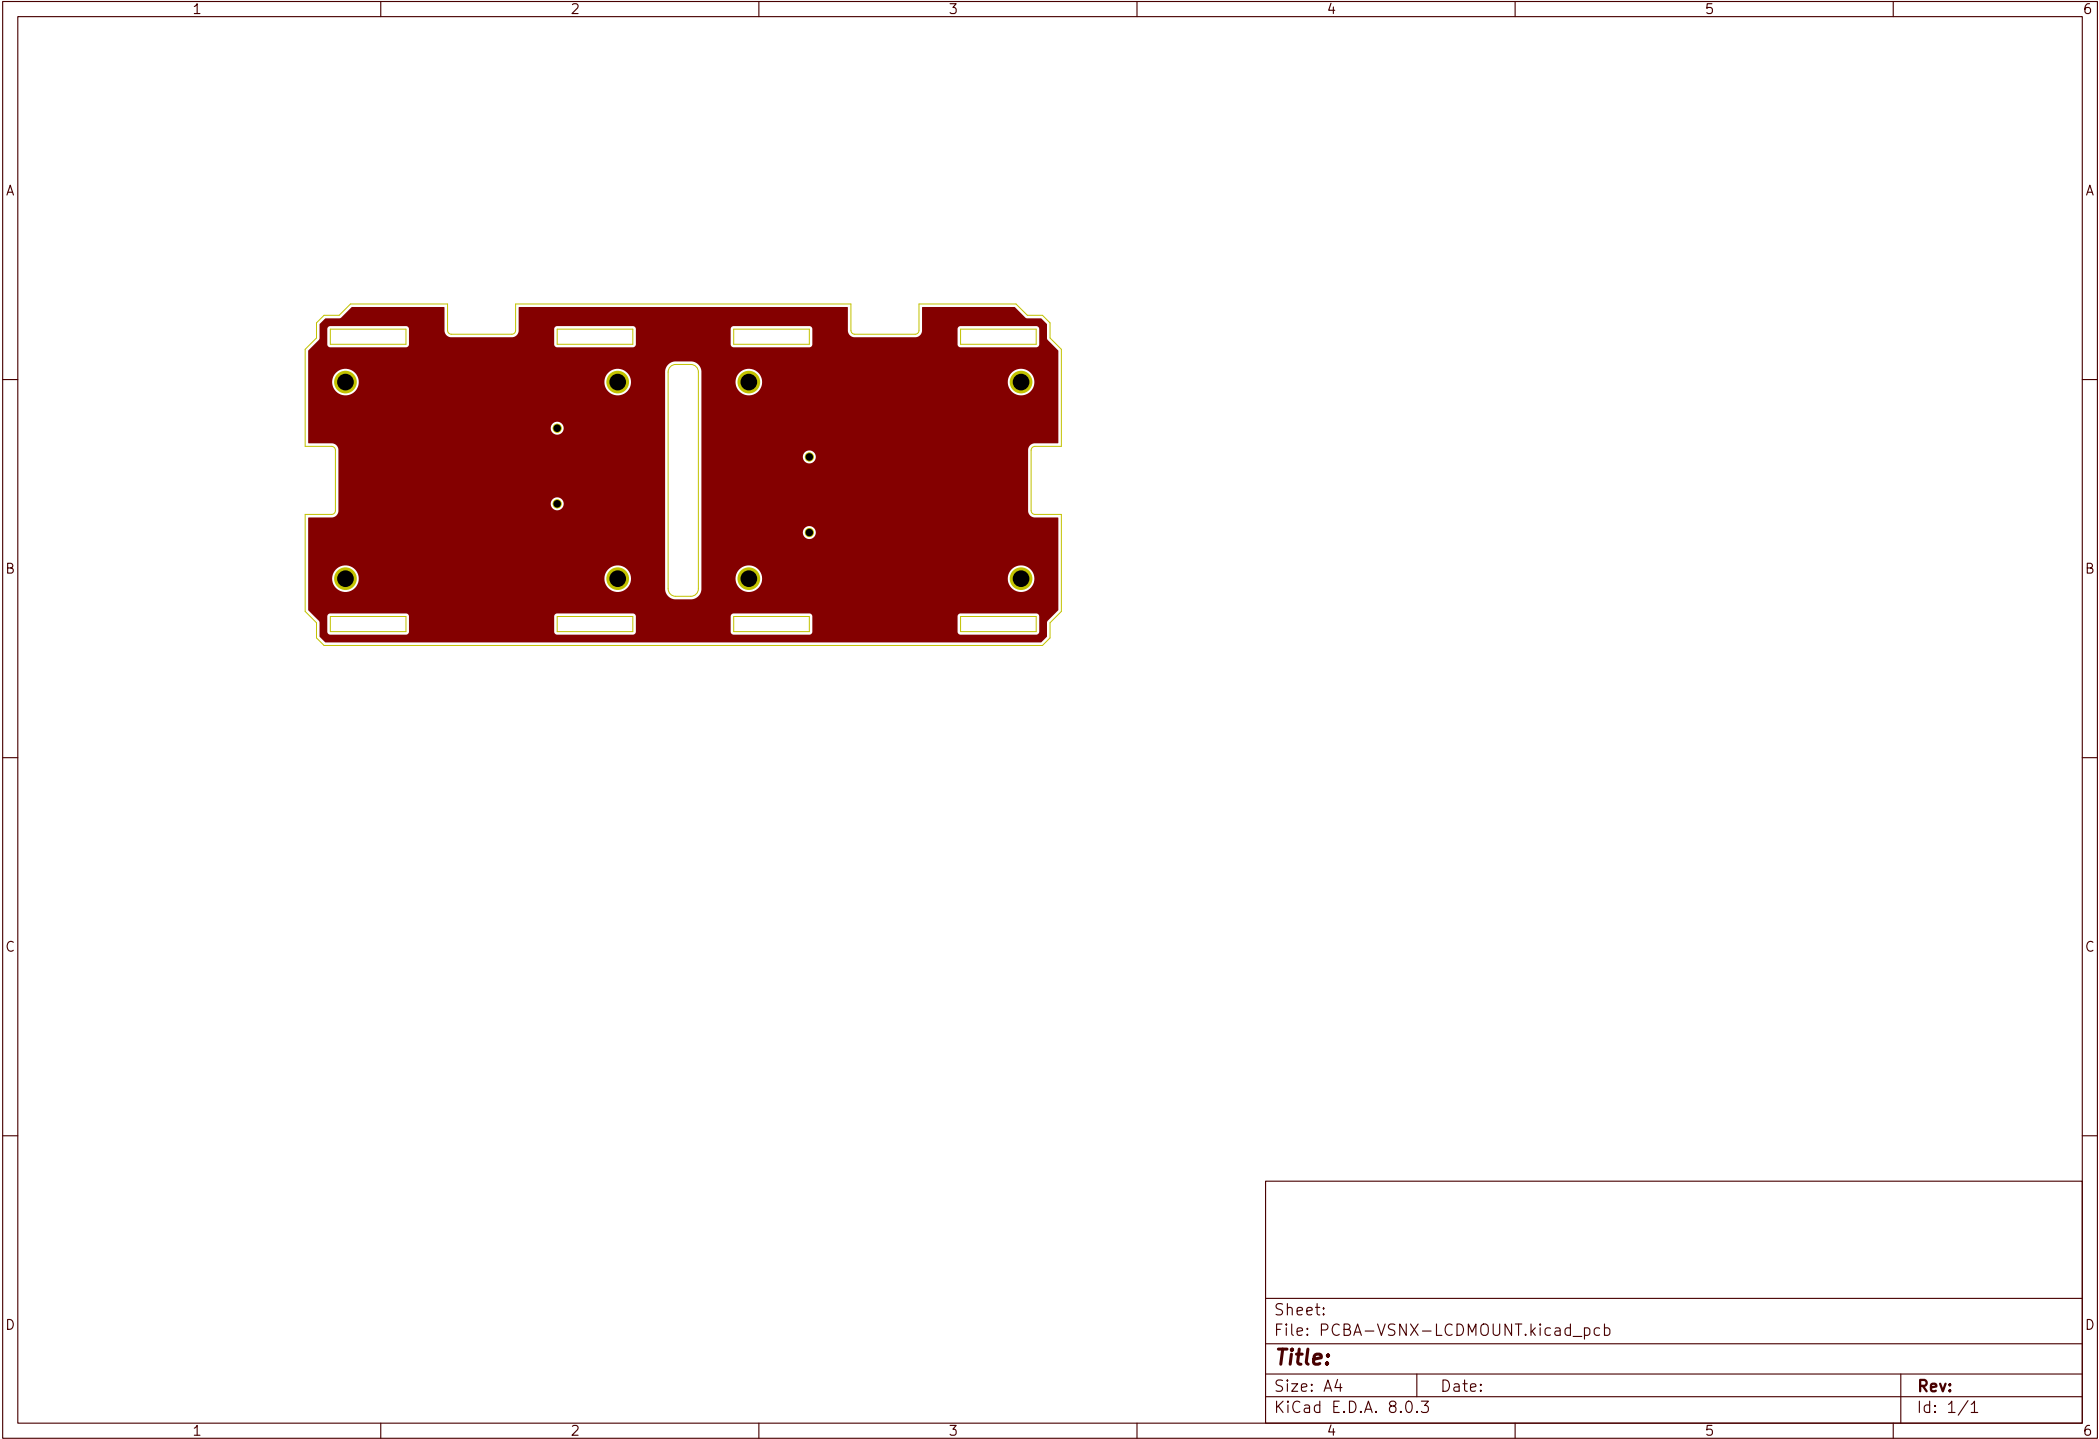 1 2 3 4 5 6
A A
B B
C C
D D
Sheet:
File: PCBA-VSNX-LCDMOUNT.kicad_pcb
Title:
Size: A4 Date: Rev:
KiCad E.D.A. 8.0.3 Id: 1/1
1 2 3 4 5 6